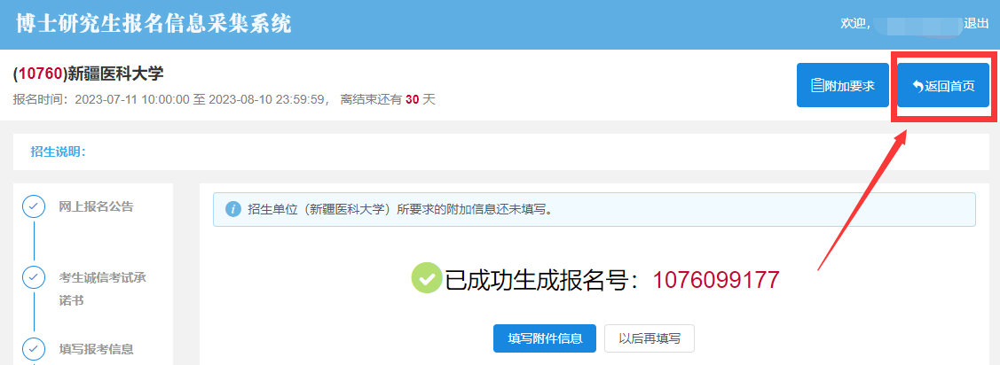 博士研究生报名信息采集系统
欢迎, 退出
(10760)新疆医科大学
报名时间：2023-07-11 10:00:00 至 2023-08-10 23:59:59， 离结束还有 30 天
附加要求
返回首页
招生说明：
网上报名公告
招生单位（新疆医科大学）所要求的附加信息还未填写。
考生诚信考试承
诺书
已成功生成报名号：1076099177
填写报考信息
填写附件信息
以后再填写